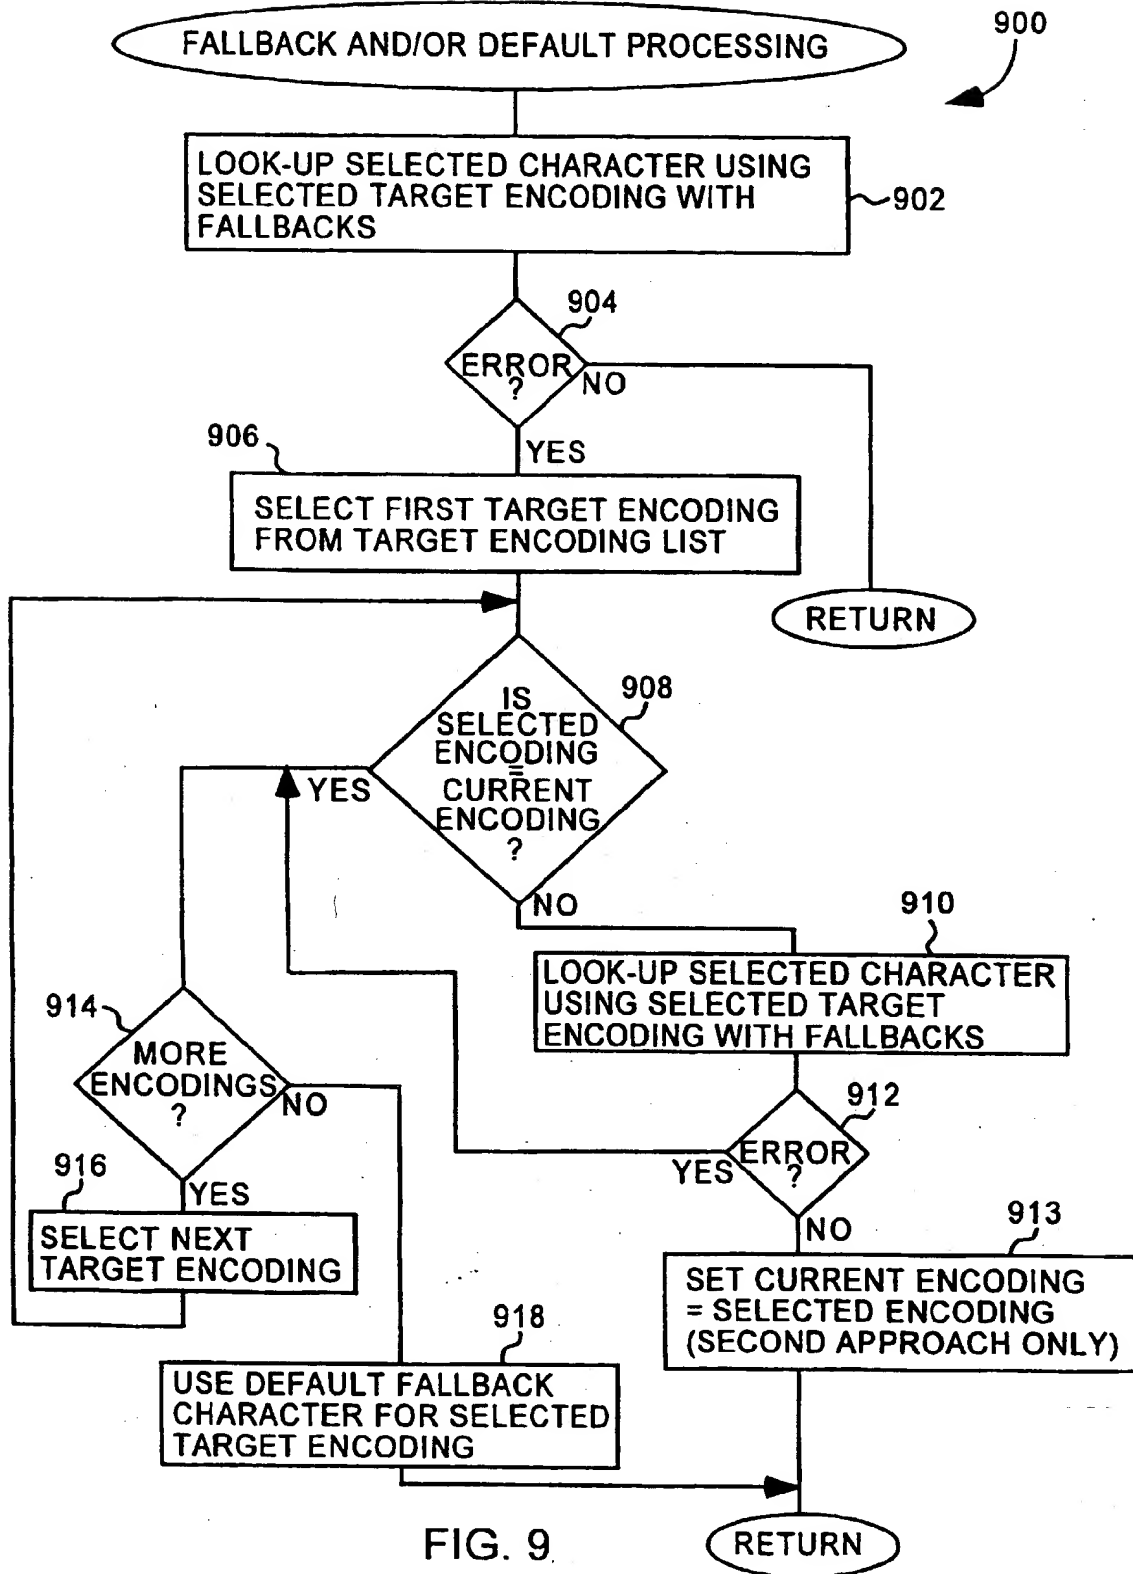 FALLBACK AND/OR DEFAULT PROCESSING
900
LOOK-UP SELECTED CHARACTER USING
SELECTED TARGET ENCODING WITH
FALLBACKS
902
904
ERROR
?
NO
YES
906
SELECT FIRST TARGET ENCODING
FROM TARGET ENCODING LIST
RETURN
908
IS
SELECTED
ENCODING
=
CURRENT
ENCODING
?
YES
NO
910
LOOK-UP SELECTED CHARACTER
USING SELECTED TARGET
ENCODING WITH FALLBACKS
912
ERROR
?
YES
NO
913
SET CURRENT ENCODING
= SELECTED ENCODING
(SECOND APPROACH ONLY)
914
MORE
ENCODINGS
?
NO
YES
916
SELECT NEXT
TARGET ENCODING
918
USE DEFAULT FALLBACK
CHARACTER FOR SELECTED
TARGET ENCODING
RETURN
FIG. 9